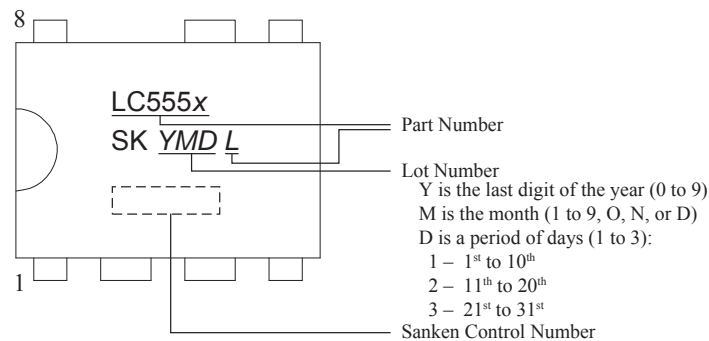 8
LC555x
SK YMD L
1
Part Number
Lot Number
Y is the last digit of the year (0 to 9)
M is the month (1 to 9, O, N, or D)
D is a period of days (1 to 3):
1 – 1st to 10th
2 – 11th to 20th
3 – 21st to 31st
Sanken Control Number